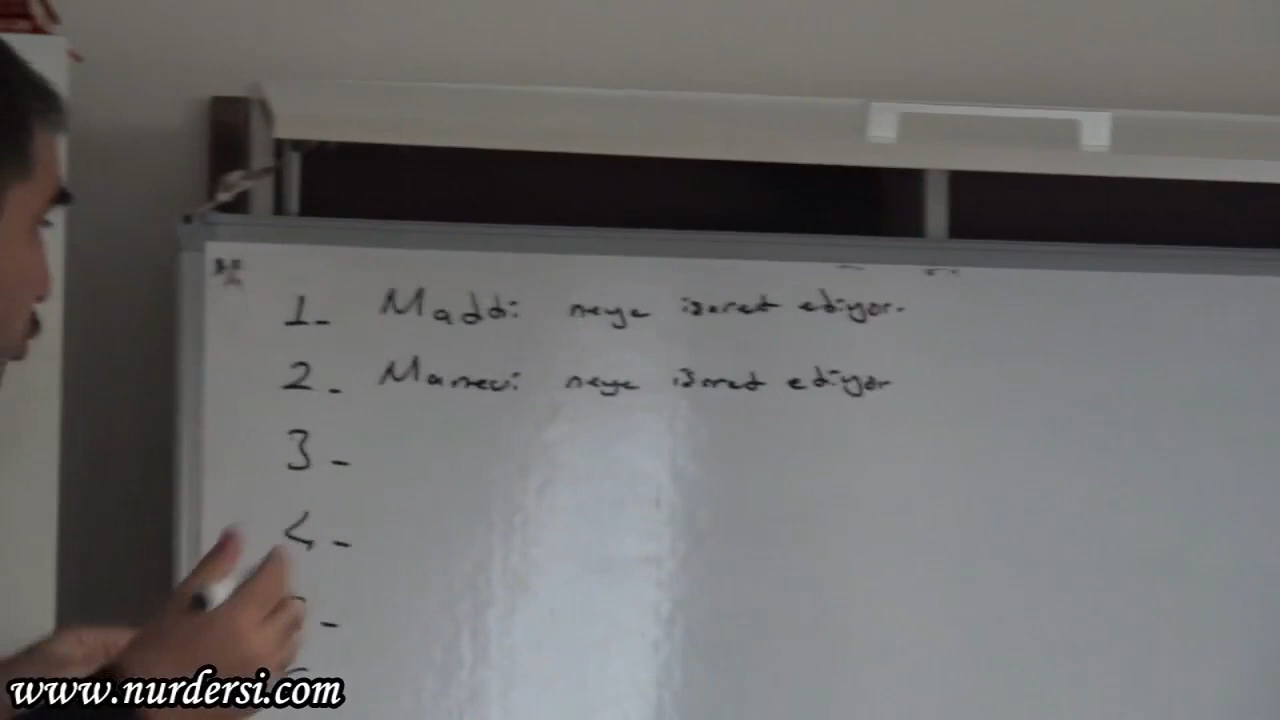 1- Maddi neye işaret ediyor.
2- Manevi neye işaret ediyor
3-
4-
-
www.nurdersi.com